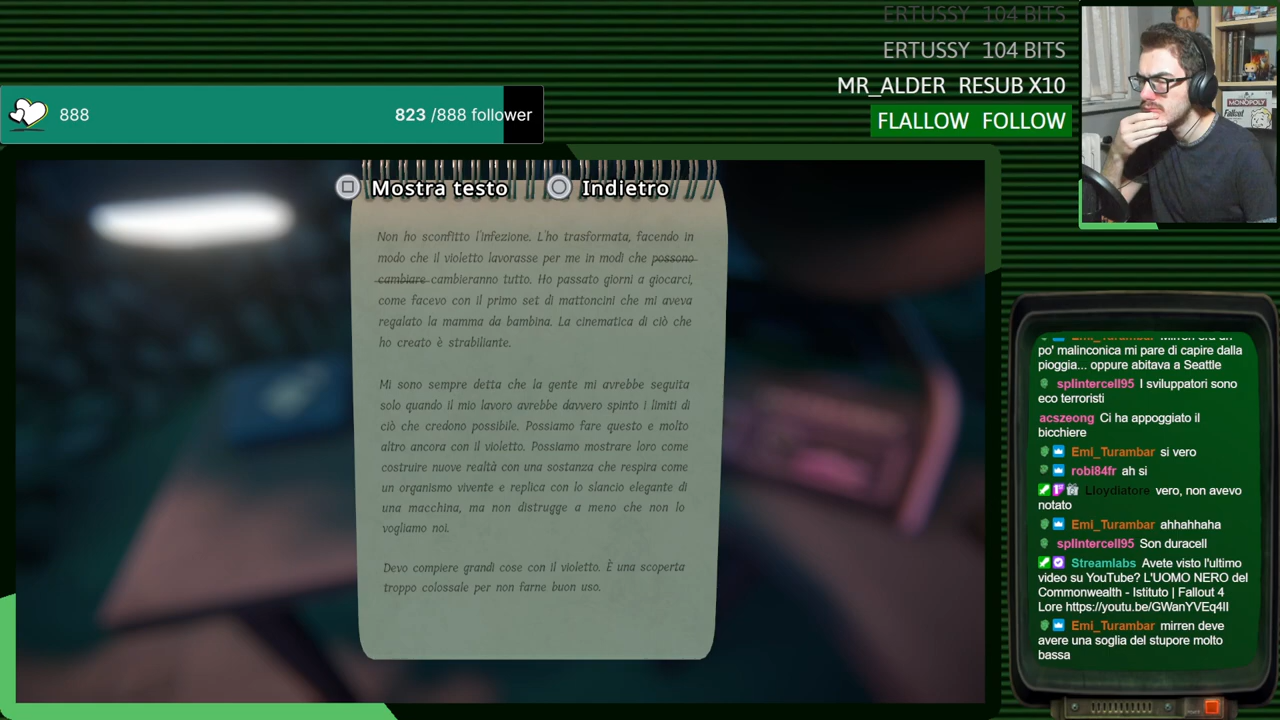 ERTUSSY 104 BITS
ERTUSSY 104 BITS
MR_ALDER RESUB X10
FLALLOW FOLLOW
888
823 /888 follower
Mostra testo
Indietro
Non ho sconfitto l'infezione. L'ho trasformata, facendo in
modo che il violetto lavorasse per me in modi che possono
cambiare cambieranno tutto. Ho passato giorni a giocarci,
come facevo con il primo set di mattoncini che mi aveva
regalato la mamma da bambina. La cinematica di ciò che
ho creato è strabiliante.
Mi sono sempre detta che la gente mi avrebbe seguita
solo quando il mio lavoro avrebbe davvero spinto i limiti di
ciò che credono possibile. Possiamo fare questo e molto
altro ancora con il violetto. Possiamo mostrare loro come
costruire nuove realtà con una sostanza che respira come
un organismo vivente e replica con lo slancio elegante di
una macchina, ma non distrugge a meno che non lo
vogliamo noi.
Devo compiere grandi cose con il violetto. È una scoperta
troppo colossale per non farne buon uso.
MONOPOLY
Fallout
Emi_Turambar Mirren era un
po' malinconica mi pare di capire dalla
pioggia... oppure abitava a Seattle
splintercell95 I sviluppatori sono
eco terroristi
acszeong Ci ha appoggiato il
bicchiere
Emi_Turambar si vero
robl84fr ah si
Lloydiatore vero, non avevo
notato
Emi_Turambar ahhahhaha
splintercell95 Son duracell
Streamlabs Avete visto l'ultimo
video su YouTube? L'UOMO NERO del
Commonwealth - Istituto | Fallout 4
Lore https://youtu.be/GWanYVEq4lI
Emi_Turambar mirren deve
avere una soglia del stupore molto
bassa